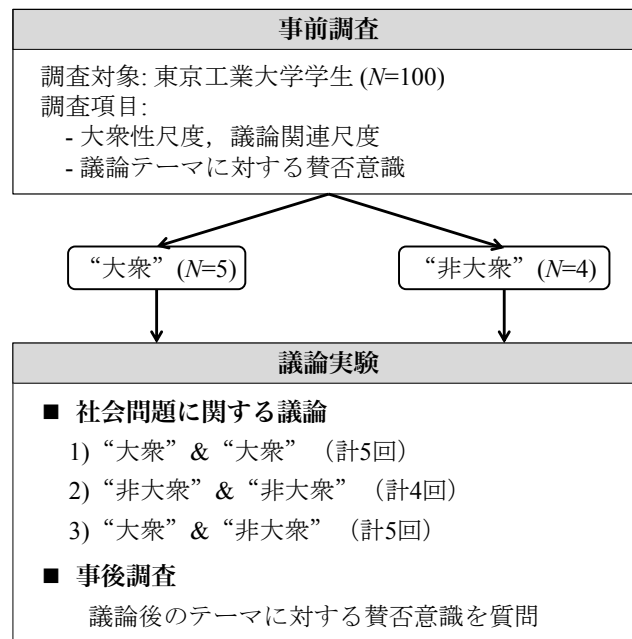 事前調査
調査対象: 東京工業大学学生 (N=100)
調査項目:
- 大衆性尺度，議論関連尺度
- 議論テーマに対する賛否意識
“大衆” (N=5)
“非大衆” (N=4)
議論実験
■ 社会問題に関する議論
1) “大衆” & “大衆” （計5回）
2) “非大衆” & “非大衆” （計4回）
3) “大衆” & “非大衆” （計5回）
■ 事後調査
議論後のテーマに対する賛否意識を質問